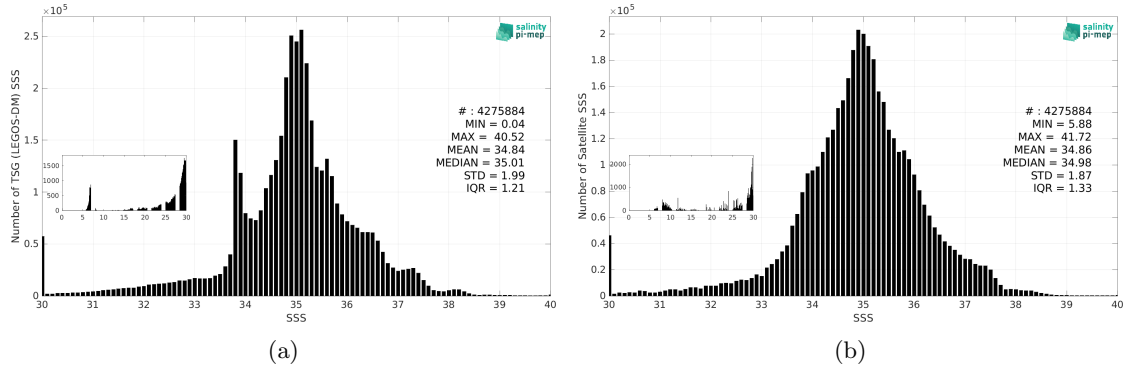 ×10⁵
salinity
pi-mep
Number of TSG (LEGOS-DM) SSS
2.5
2
1.5
1
0.5
0
# : 4275884
MIN = 0.04
MAX = 40.52
MEAN = 34.84
MEDIAN = 35.01
STD = 1.99
IQR = 1.21
1500
1000
500
0
0 5 10 15 20 25 30
30 31 32 33 34 35 36 37 38 39 40
SSS
(a)
×10⁵
salinity
pi-mep
Number of Satellite SSS
2
1.8
1.6
1.4
1.2
1
0.8
0.6
0.4
0.2
0
# : 4275884
MIN = 5.88
MAX = 41.72
MEAN = 34.86
MEDIAN = 34.98
STD = 1.87
IQR = 1.33
2000
1000
0
0 5 10 15 20 25 30
30 31 32 33 34 35 36 37 38 39 40
SSS
(b)